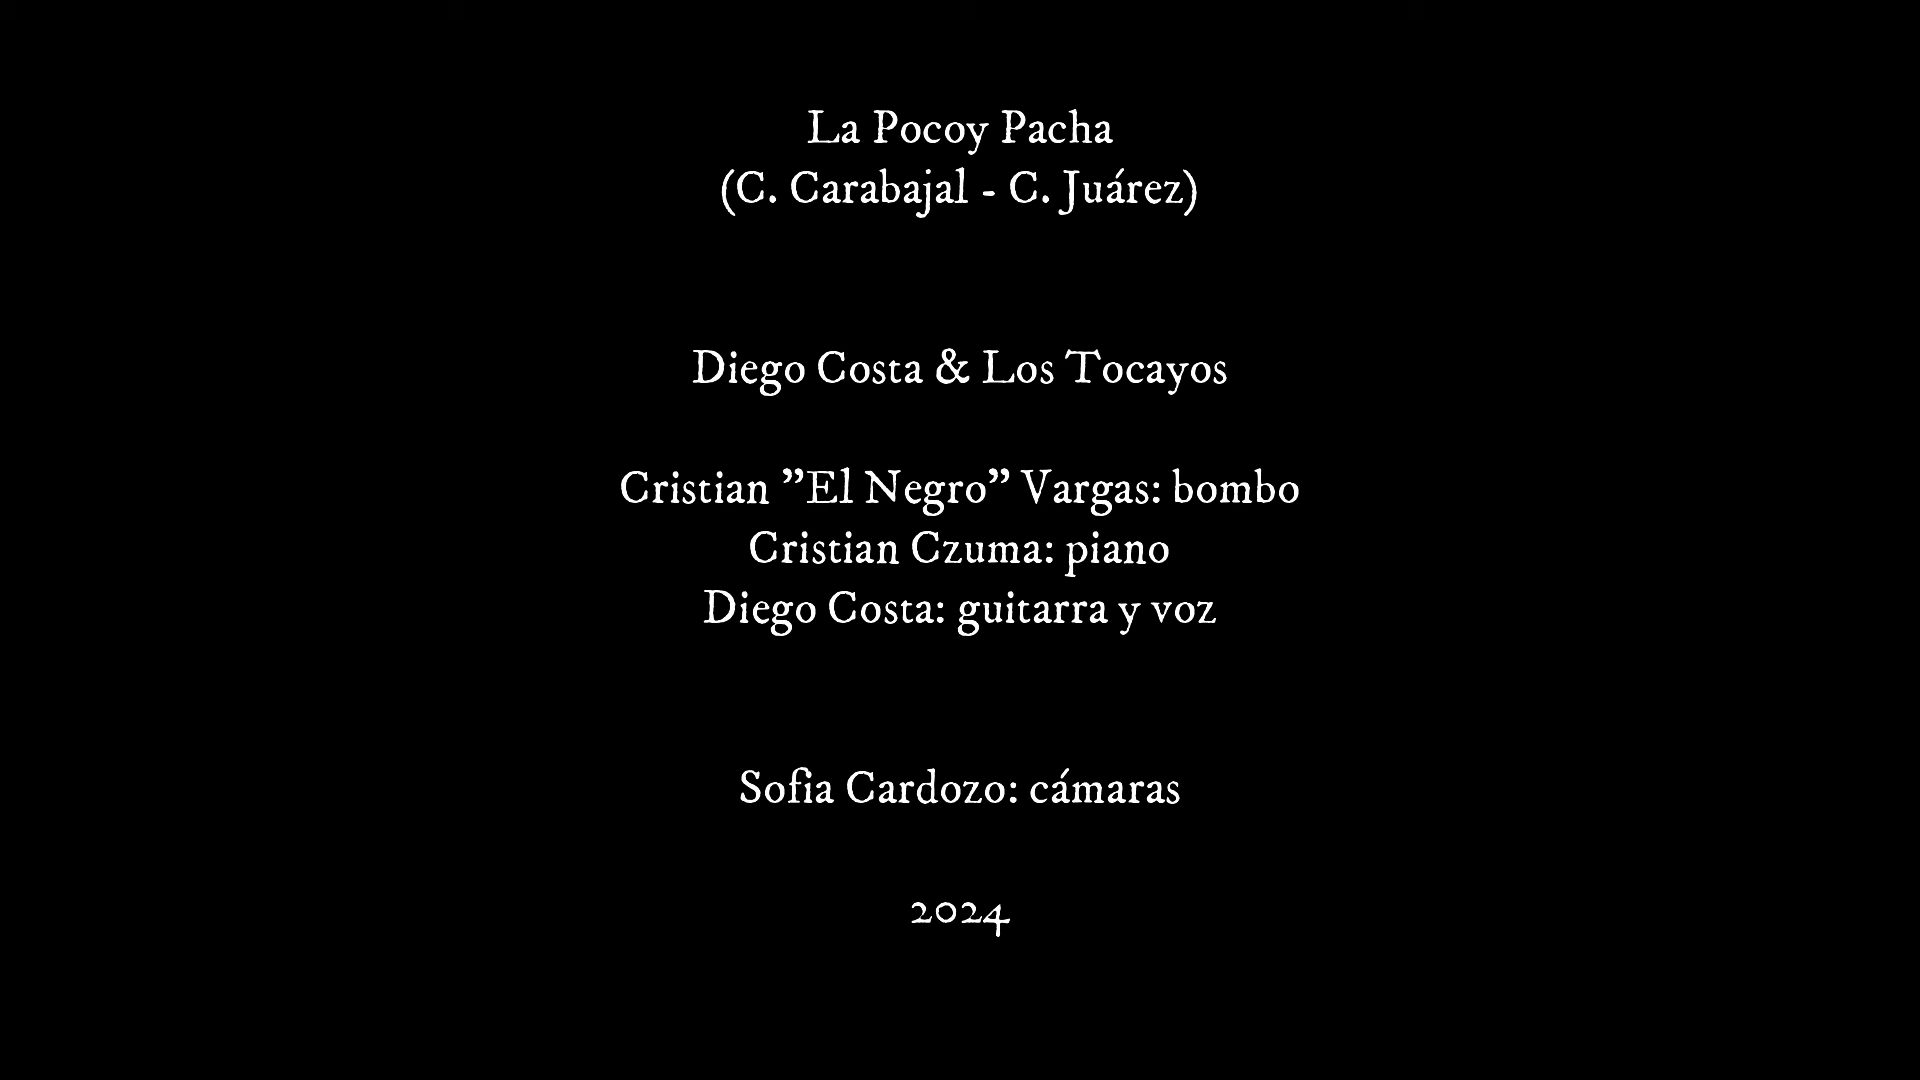 La Pocoy Pacha
(C. Carabajal - C. Juárez)
Diego Costa & Los Tocayos
Cristian ”El Negro” Vargas: bombo
Cristian Czuma: piano
Diego Costa: guitarra y voz
Sofia Cardozo: cámaras
2024